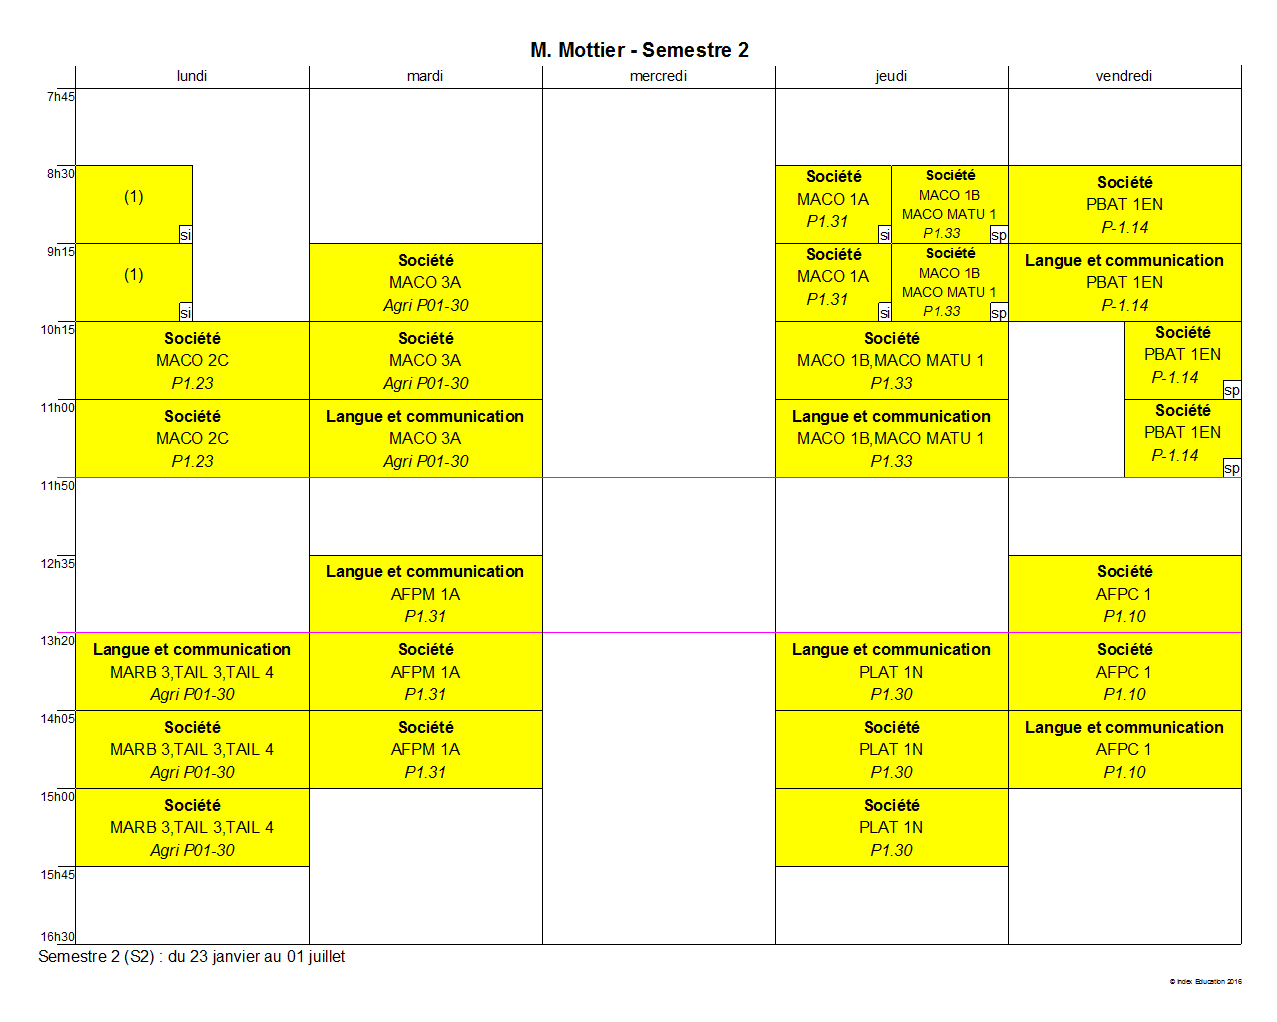 M. Mottier - Semestre 2
lundi
mardi
mercredi
jeudi
vendredi
7h45
8h30
(1)
si
Société
MACO 1A
P1.31
si
Société
MACO 1B
MACO MATU 1
P1.33
sp
Société
PBAT 1EN
P-1.14
9h15
(1)
si
Société
MACO 3A
Agri P01-30
Société
MACO 1A
P1.31
si
Société
MACO 1B
MACO MATU 1
P1.33
sp
Langue et communication
PBAT 1EN
P-1.14
10h15
Société
MACO 2C
P1.23
Société
MACO 3A
Agri P01-30
Société
MACO 1B,MACO MATU 1
P1.33
Société
PBAT 1EN
P-1.14
sp
11h00
Société
MACO 2C
P1.23
Langue et communication
MACO 3A
Agri P01-30
Langue et communication
MACO 1B,MACO MATU 1
P1.33
Société
PBAT 1EN
P-1.14
sp
11h50
12h35
Langue et communication
AFPM 1A
P1.31
Société
AFPC 1
P1.10
13h20
Langue et communication
MARB 3,TAIL 3,TAIL 4
Agri P01-30
Société
AFPM 1A
P1.31
Langue et communication
PLAT 1N
P1.30
Société
AFPC 1
P1.10
14h05
Société
MARB 3,TAIL 3,TAIL 4
Agri P01-30
Société
AFPM 1A
P1.31
Société
PLAT 1N
P1.30
Langue et communication
AFPC 1
P1.10
15h00
Société
MARB 3,TAIL 3,TAIL 4
Agri P01-30
Société
PLAT 1N
P1.30
15h45
16h30
Semestre 2 (S2) : du 23 janvier au 01 juillet
© Index Education 2016